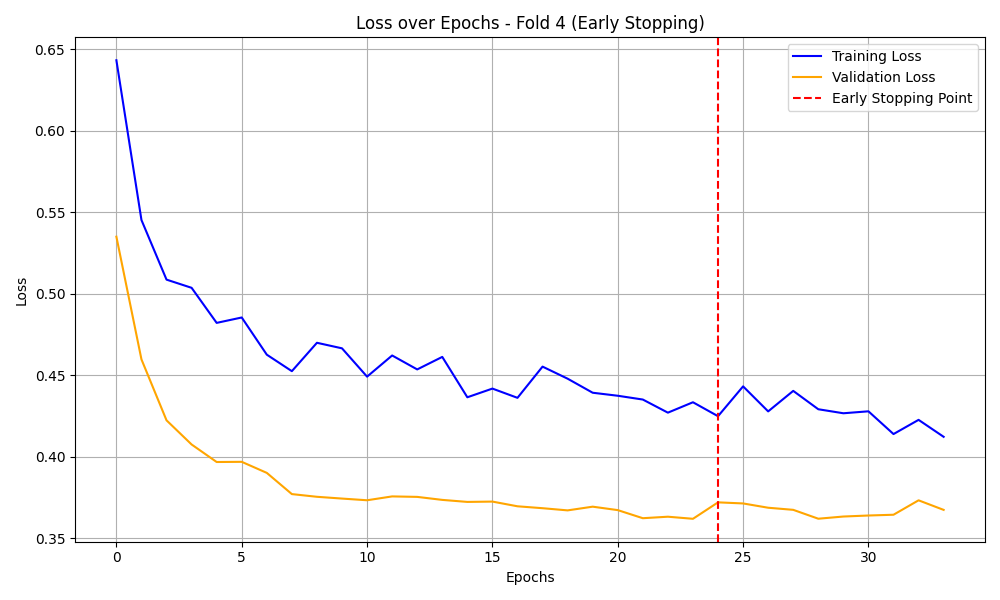 Loss over Epochs - Fold 4 (Early Stopping)
Training Loss
Validation Loss
Early Stopping Point
Loss
0.65
0.60
0.55
0.50
0.45
0.40
0.35
0 5 10 15 20 25 30
Epochs